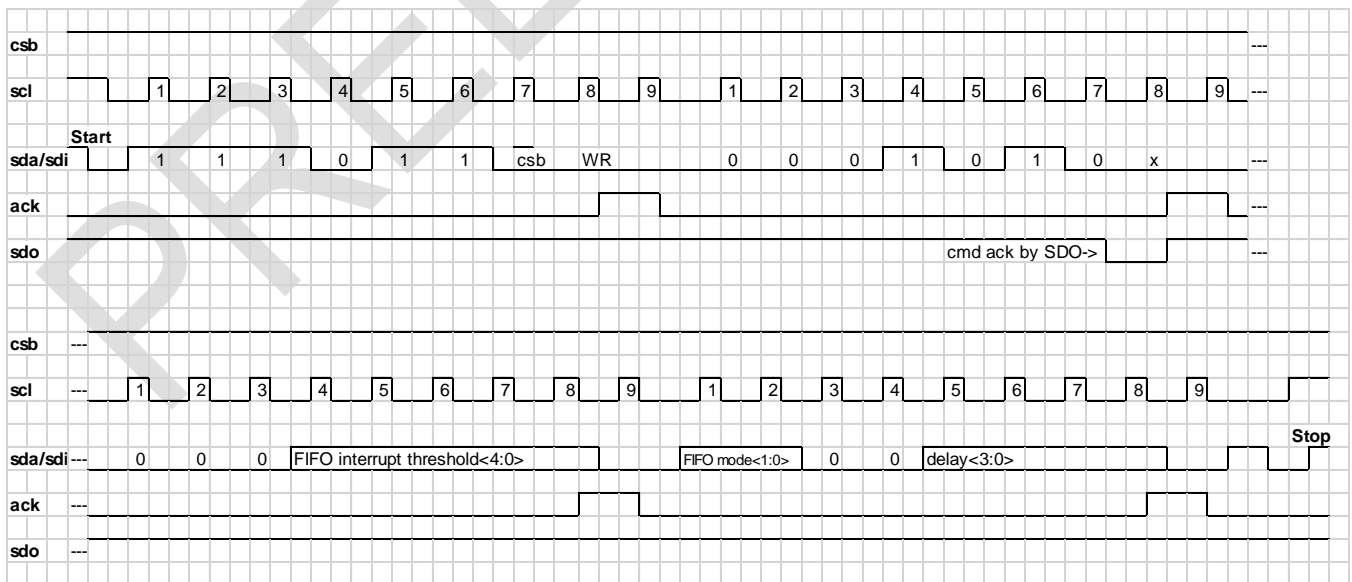 PRE
csb ---
scl 1 2 3 4 5 6 7 8 9 1 2 3 4 5 6 7 8 9 ---
Start
sda/sdi 1 1 1 0 1 1 csb WR 0 0 0 1 0 1 0 x ---
ack ---
sdo cmd ack by SDO-> ---
csb ---
scl --- 1 2 3 4 5 6 7 8 9 1 2 3 4 5 6 7 8 9
Stop
sda/sdi --- 0 0 0 FIFO interrupt threshold<4:0> FIFO mode<1:0> 0 0 delay<3:0>
ack ---
sdo ---